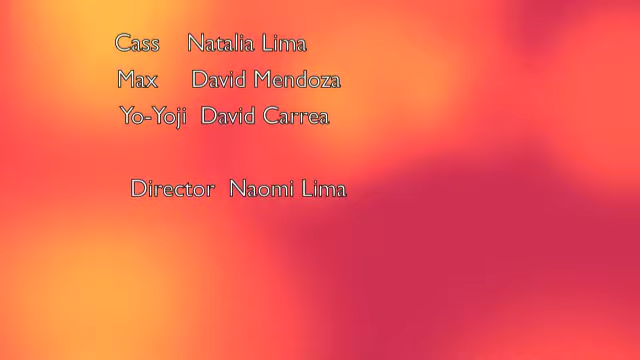 Cass Natalia Lima
Max David Mendoza
Yo-Yoji David Carrea
Director Naomi Lima